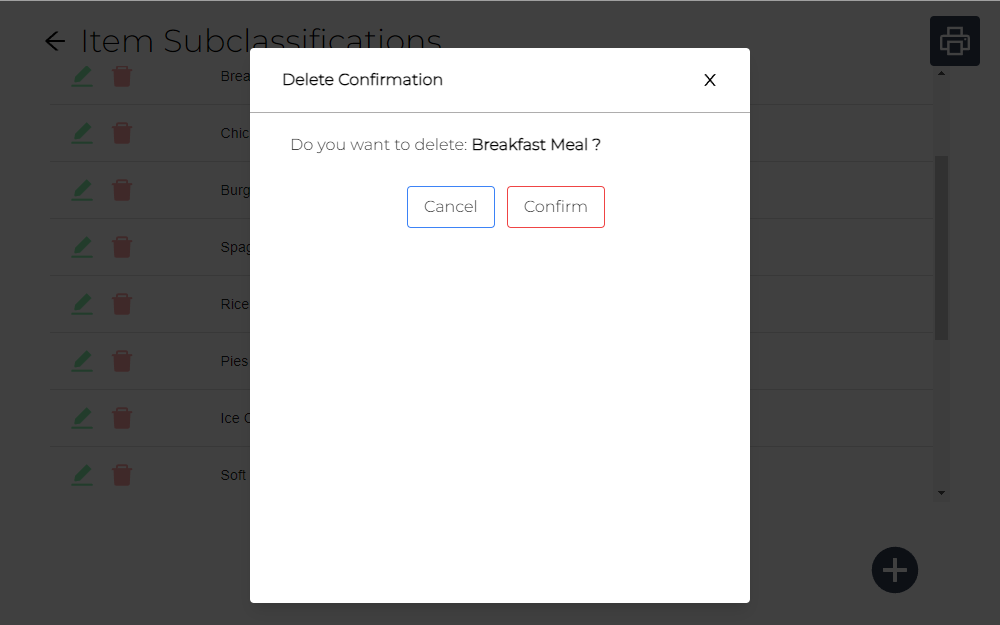 Item Subclassifications
Delete Confirmation
X
Do you want to delete: Breakfast Meal ?
Cancel
Confirm
Brea
Chic
Burg
Spag
Rice
Pies
Ice C
Soft